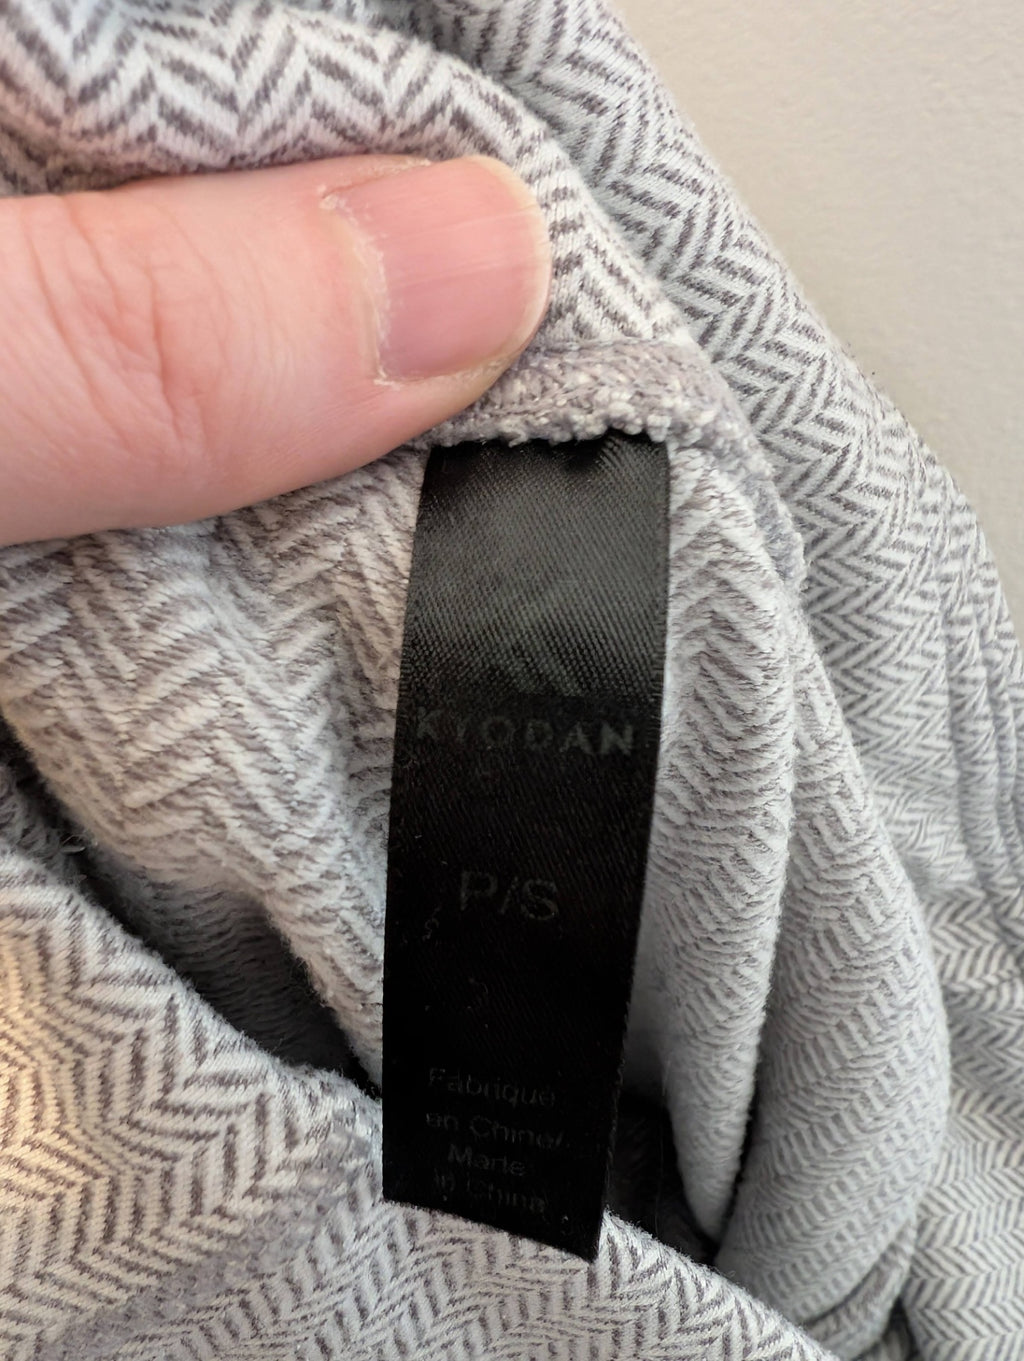 KYODAN
P/S
Fabriqué
en Chine/
Made
in China